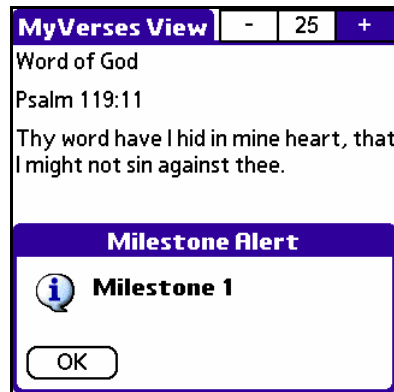 MyVerses View - 25 +
Word of God
Psalm 119:11
Thy word have I hid in mine heart, that
I might not sin against thee.
Milestone Alert
i Milestone 1
OK